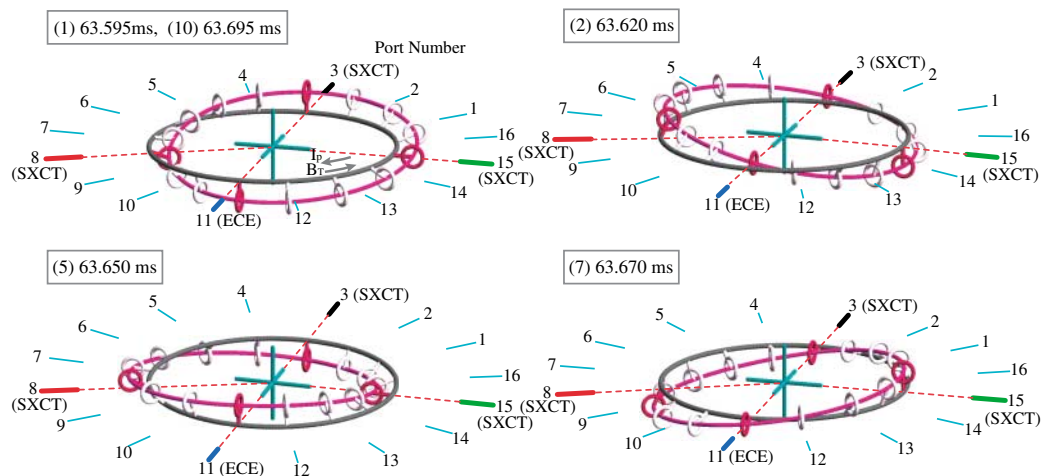 (1) 63.595ms, (10) 63.695 ms
Port Number
3 (SXCT)
4
5
2
6
1
7
16
8
(SXCT)
I_p
B_T
15
(SXCT)
9
14
10
13
11 (ECE)
12
(2) 63.620 ms
3 (SXCT)
4
5
2
6
1
7
16
8
(SXCT)
15
(SXCT)
9
14
10
13
11 (ECE)
12
(5) 63.650 ms
3 (SXCT)
4
5
2
6
1
7
16
8
(SXCT)
15
(SXCT)
9
14
10
13
11 (ECE)
12
(7) 63.670 ms
3 (SXCT)
4
5
2
6
1
7
16
8
(SXCT)
15
(SXCT)
9
14
10
13
11 (ECE)
12